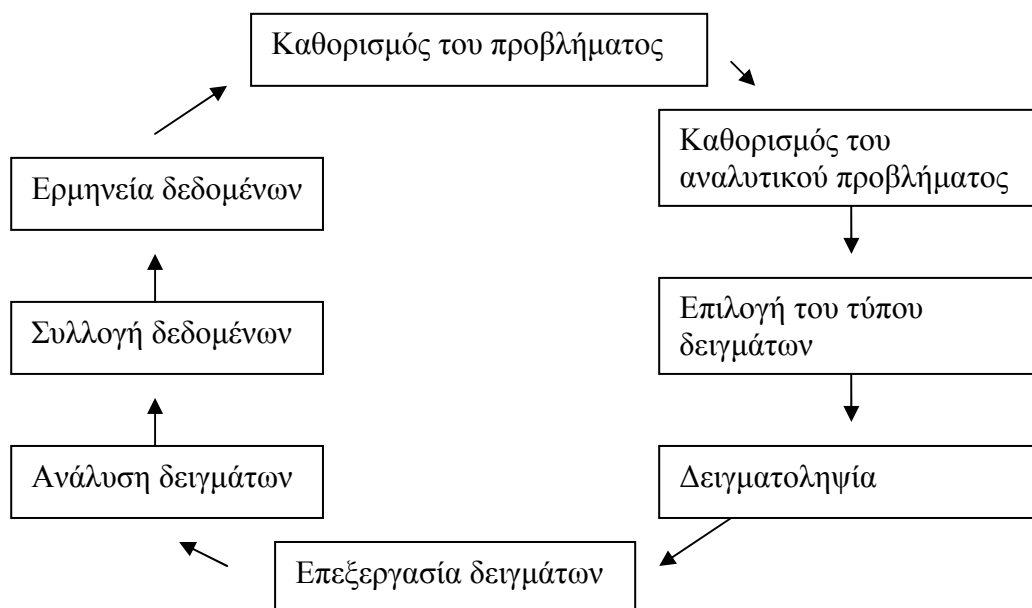 Καθορισμός του προβλήματος
Καθορισμός του
αναλυτικού προβλήματος
Επιλογή του τύπου
δειγμάτων
Δειγματοληψία
Επεξεργασία δειγμάτων
Ανάλυση δειγμάτων
Συλλογή δεδομένων
Ερμηνεία δεδομένων